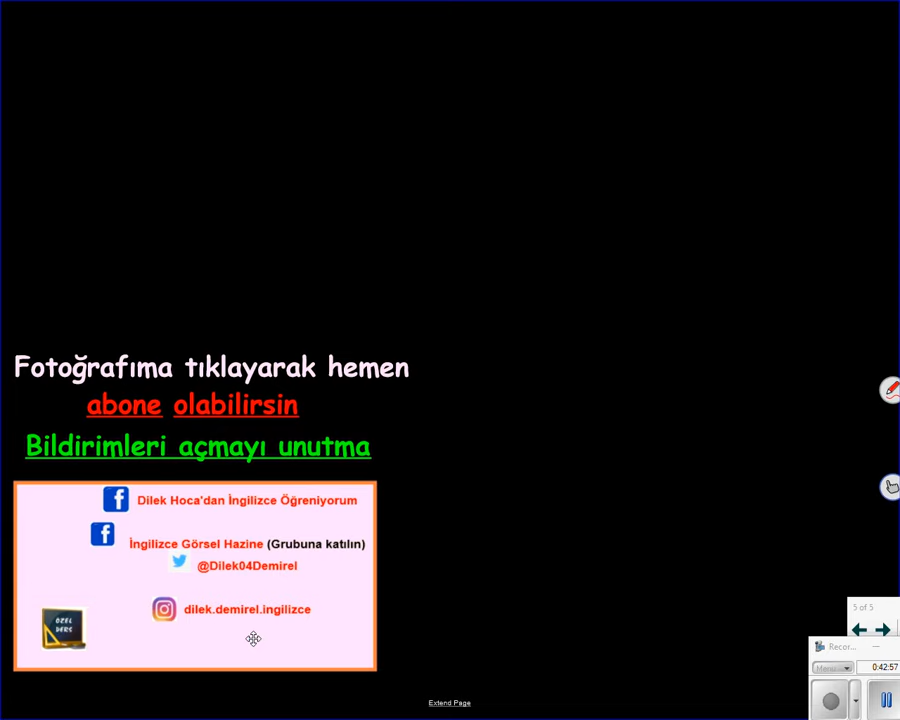 Fotoğrafıma tıklayarak hemen
abone olabilirsin
Bildirimleri açmayı unutma
Dilek Hoca'dan İngilizce Öğreniyorum
İngilizce Görsel Hazine (Grubuna katılın)
@Dilek04Demirel
dilek.demirel.ingilizce
ÖZEL
DERS
5 of 5
Recor...
0:42:57
Extend Page